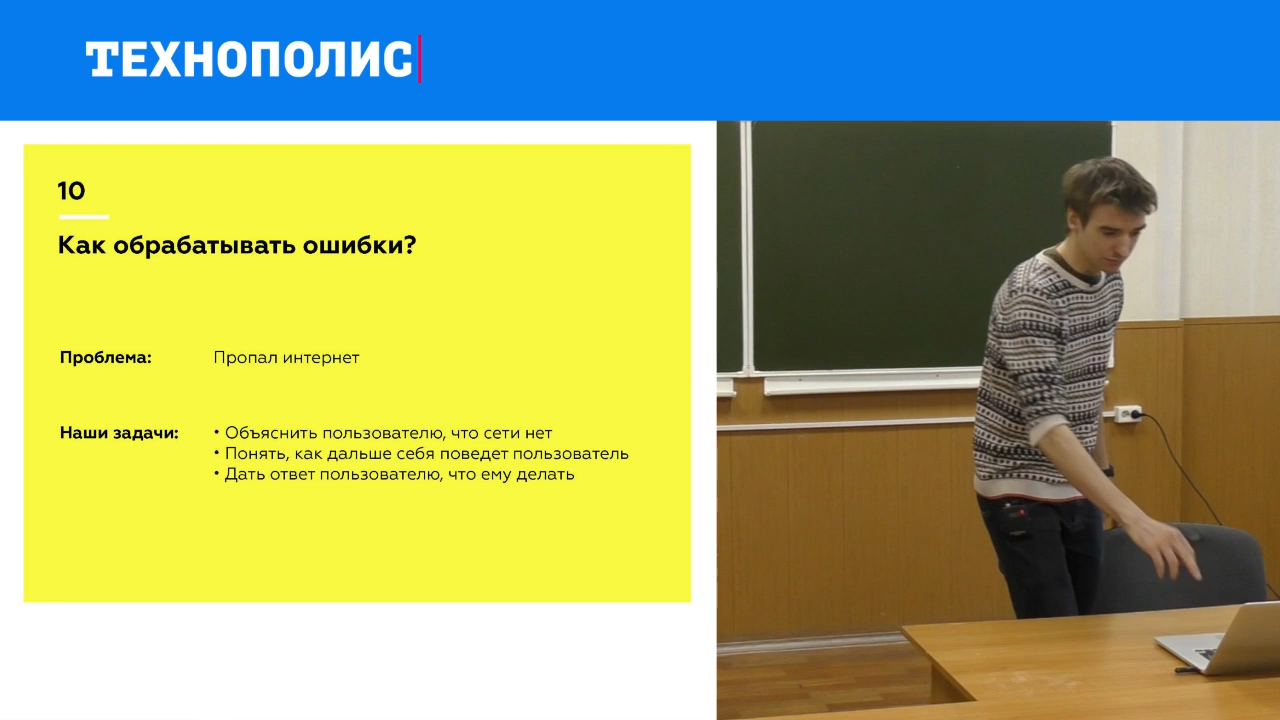 ТЕХНОПОЛИС
10
Как обрабатывать ошибки?
Проблема: Пропал интернет
Наши задачи: • Объяснить пользователю, что сети нет
• Понять, как дальше себя поведет пользователь
• Дать ответ пользователю, что ему делать